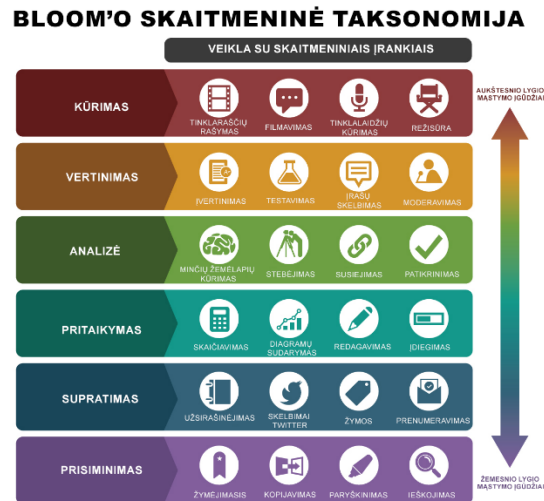 BLOOM'O SKAITMENINĖ TAKSONOMIJA
VEIKLA SU SKAITMENINIAIS ĮRANKIAIS
AUKŠTESNIO LYGIO
MĄSTYMO ĮGŪDŽIAI
KŪRIMAS
TINKLARAŠČIŲ
RAŠYMAS
FILMAVIMAS
TINKLALAIDŽIŲ
KŪRIMAS
REŽISŪRA
VERTINIMAS
ĮVERTINIMAS
TESTAVIMAS
ĮRAŠŲ
SKELBIMAS
MODERAVIMAS
ANALIZĖ
MINČIŲ ŽEMĖLAPIŲ
KŪRIMAS
STEBĖJIMAS
SUSIEJIMAS
PATIKRINIMAS
PRITAIKYMAS
SKAIČIAVIMAS
DIAGRAMŲ
SUDARYMAS
REDAGAVIMAS
ĮDIEGIMAS
SUPRATIMAS
UŽSIRAŠINĖJIMAS
SKELBIMAI
TWITTER
ŽYMOS
PRENUMERAVIMAS
PRISIMINIMAS
ŽYMĖJIMASIS
KOPIJAVIMAS
PARYŠKINIMAS
IEŠKOJIMAS
ŽEMESNIO LYGIO
MĄSTYMO ĮGŪDŽIAI